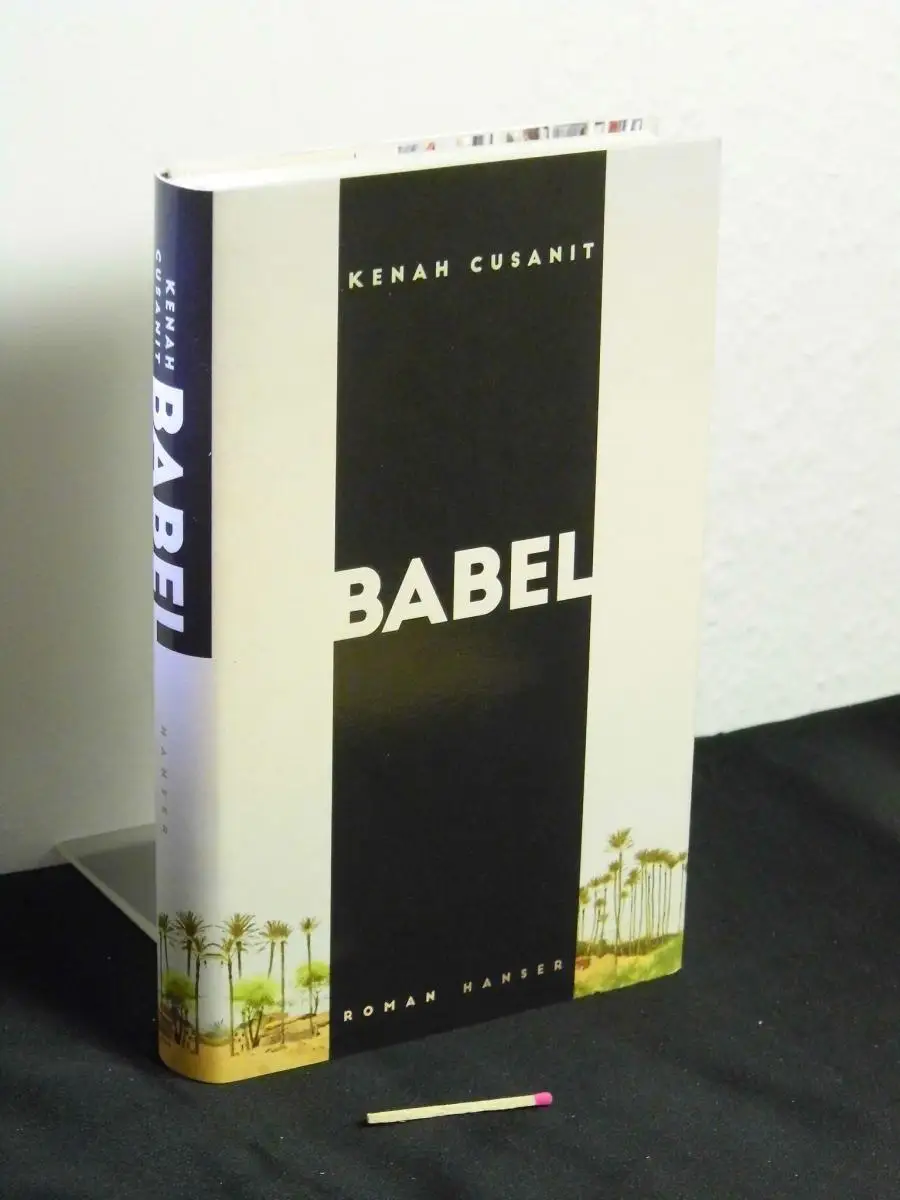 KENAH CUSANIT
BABEL
ROMAN HANSER
KENAH
CUSANIT
BABEL
HANSER